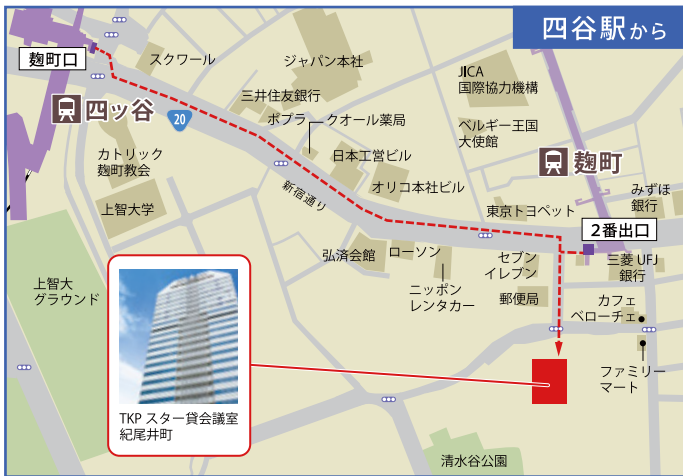 四谷駅から
麹町口
スクワール
ジャパン本社
JICA
国際協力機構
四ッ谷
20
三井住友銀行
ポプラ
クオール薬局
ベルギー王国
大使館
カトリック
麹町教会
日本工営ビル
麹町
オリコ本社ビル
みずほ
銀行
上智大学
新宿通り
東京トヨペット
2番出口
弘済会館
ローソン
セブン
イレブン
三菱UFJ
銀行
上智大
グラウンド
ニッポン
レンタカー
郵便局
カフェ
ベローチェ
ファミリー
マート
TKP スター貸会議室
紀尾井町
清水谷公園